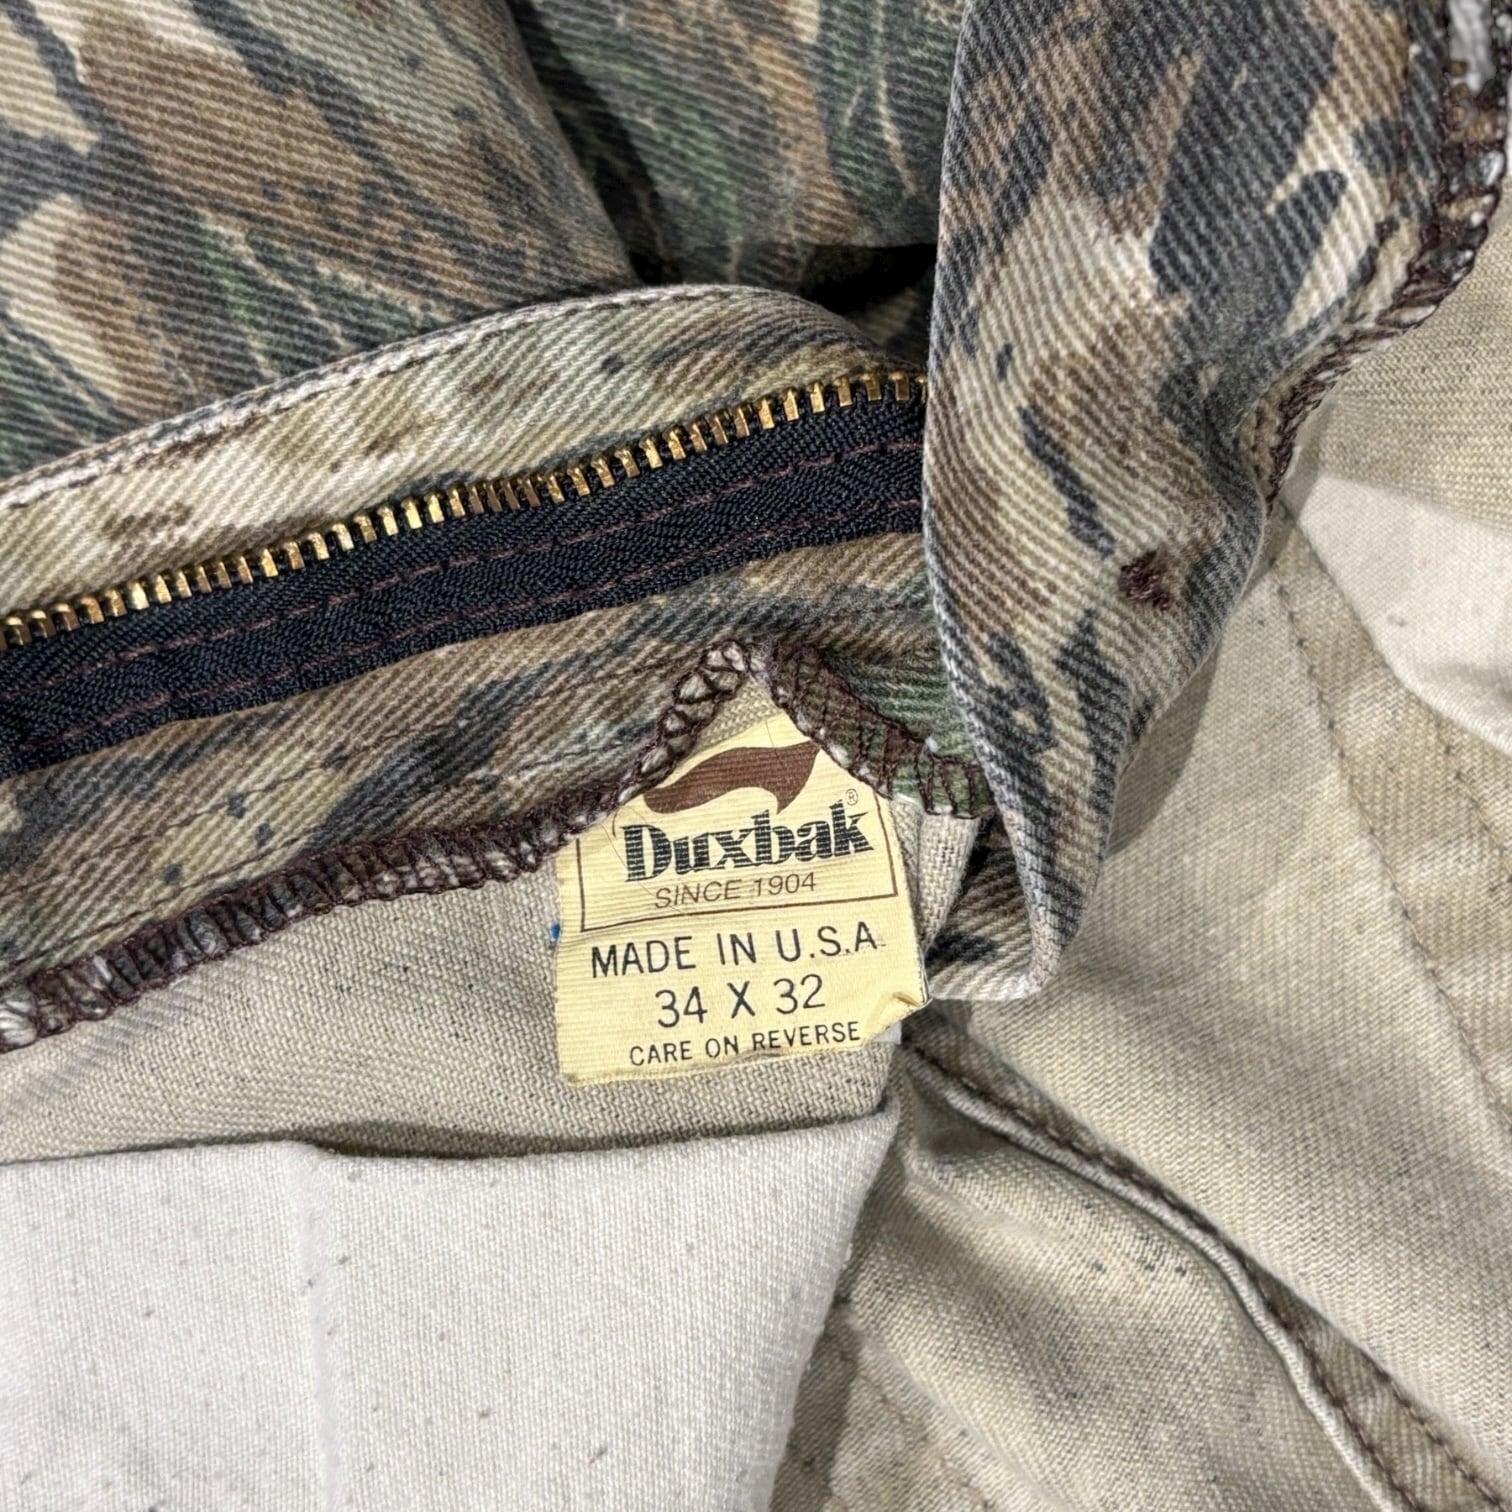 Duxbak®
SINCE 1904
MADE IN U.S.A.
34 X 32
CARE ON REVERSE